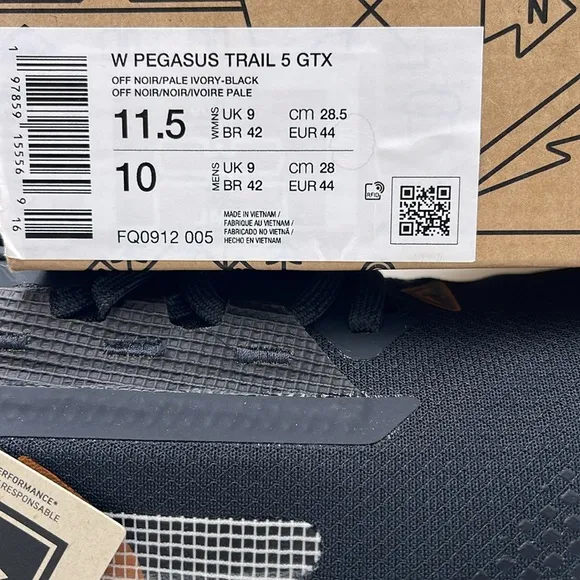 W PEGASUS TRAIL 5 GTX
OFF NOIR/PALE IVORY-BLACK
OFF NOIR/NOIR/IVOIRE PALE
11.5 WMNS UK 9 CM 28.5
BR 42 EUR 44
10 MENS UK 9 CM 28
BR 42 EUR 44
RFID
MADE IN VIETNAM /
FABRIQUE AU VIETNAM /
FABRICADO NO VIETNÃ /
HECHO EN VIETNAM
FQ0912 005
1 97859 15556 9 16
N
PERFORMANCE*
RESPONSABLE